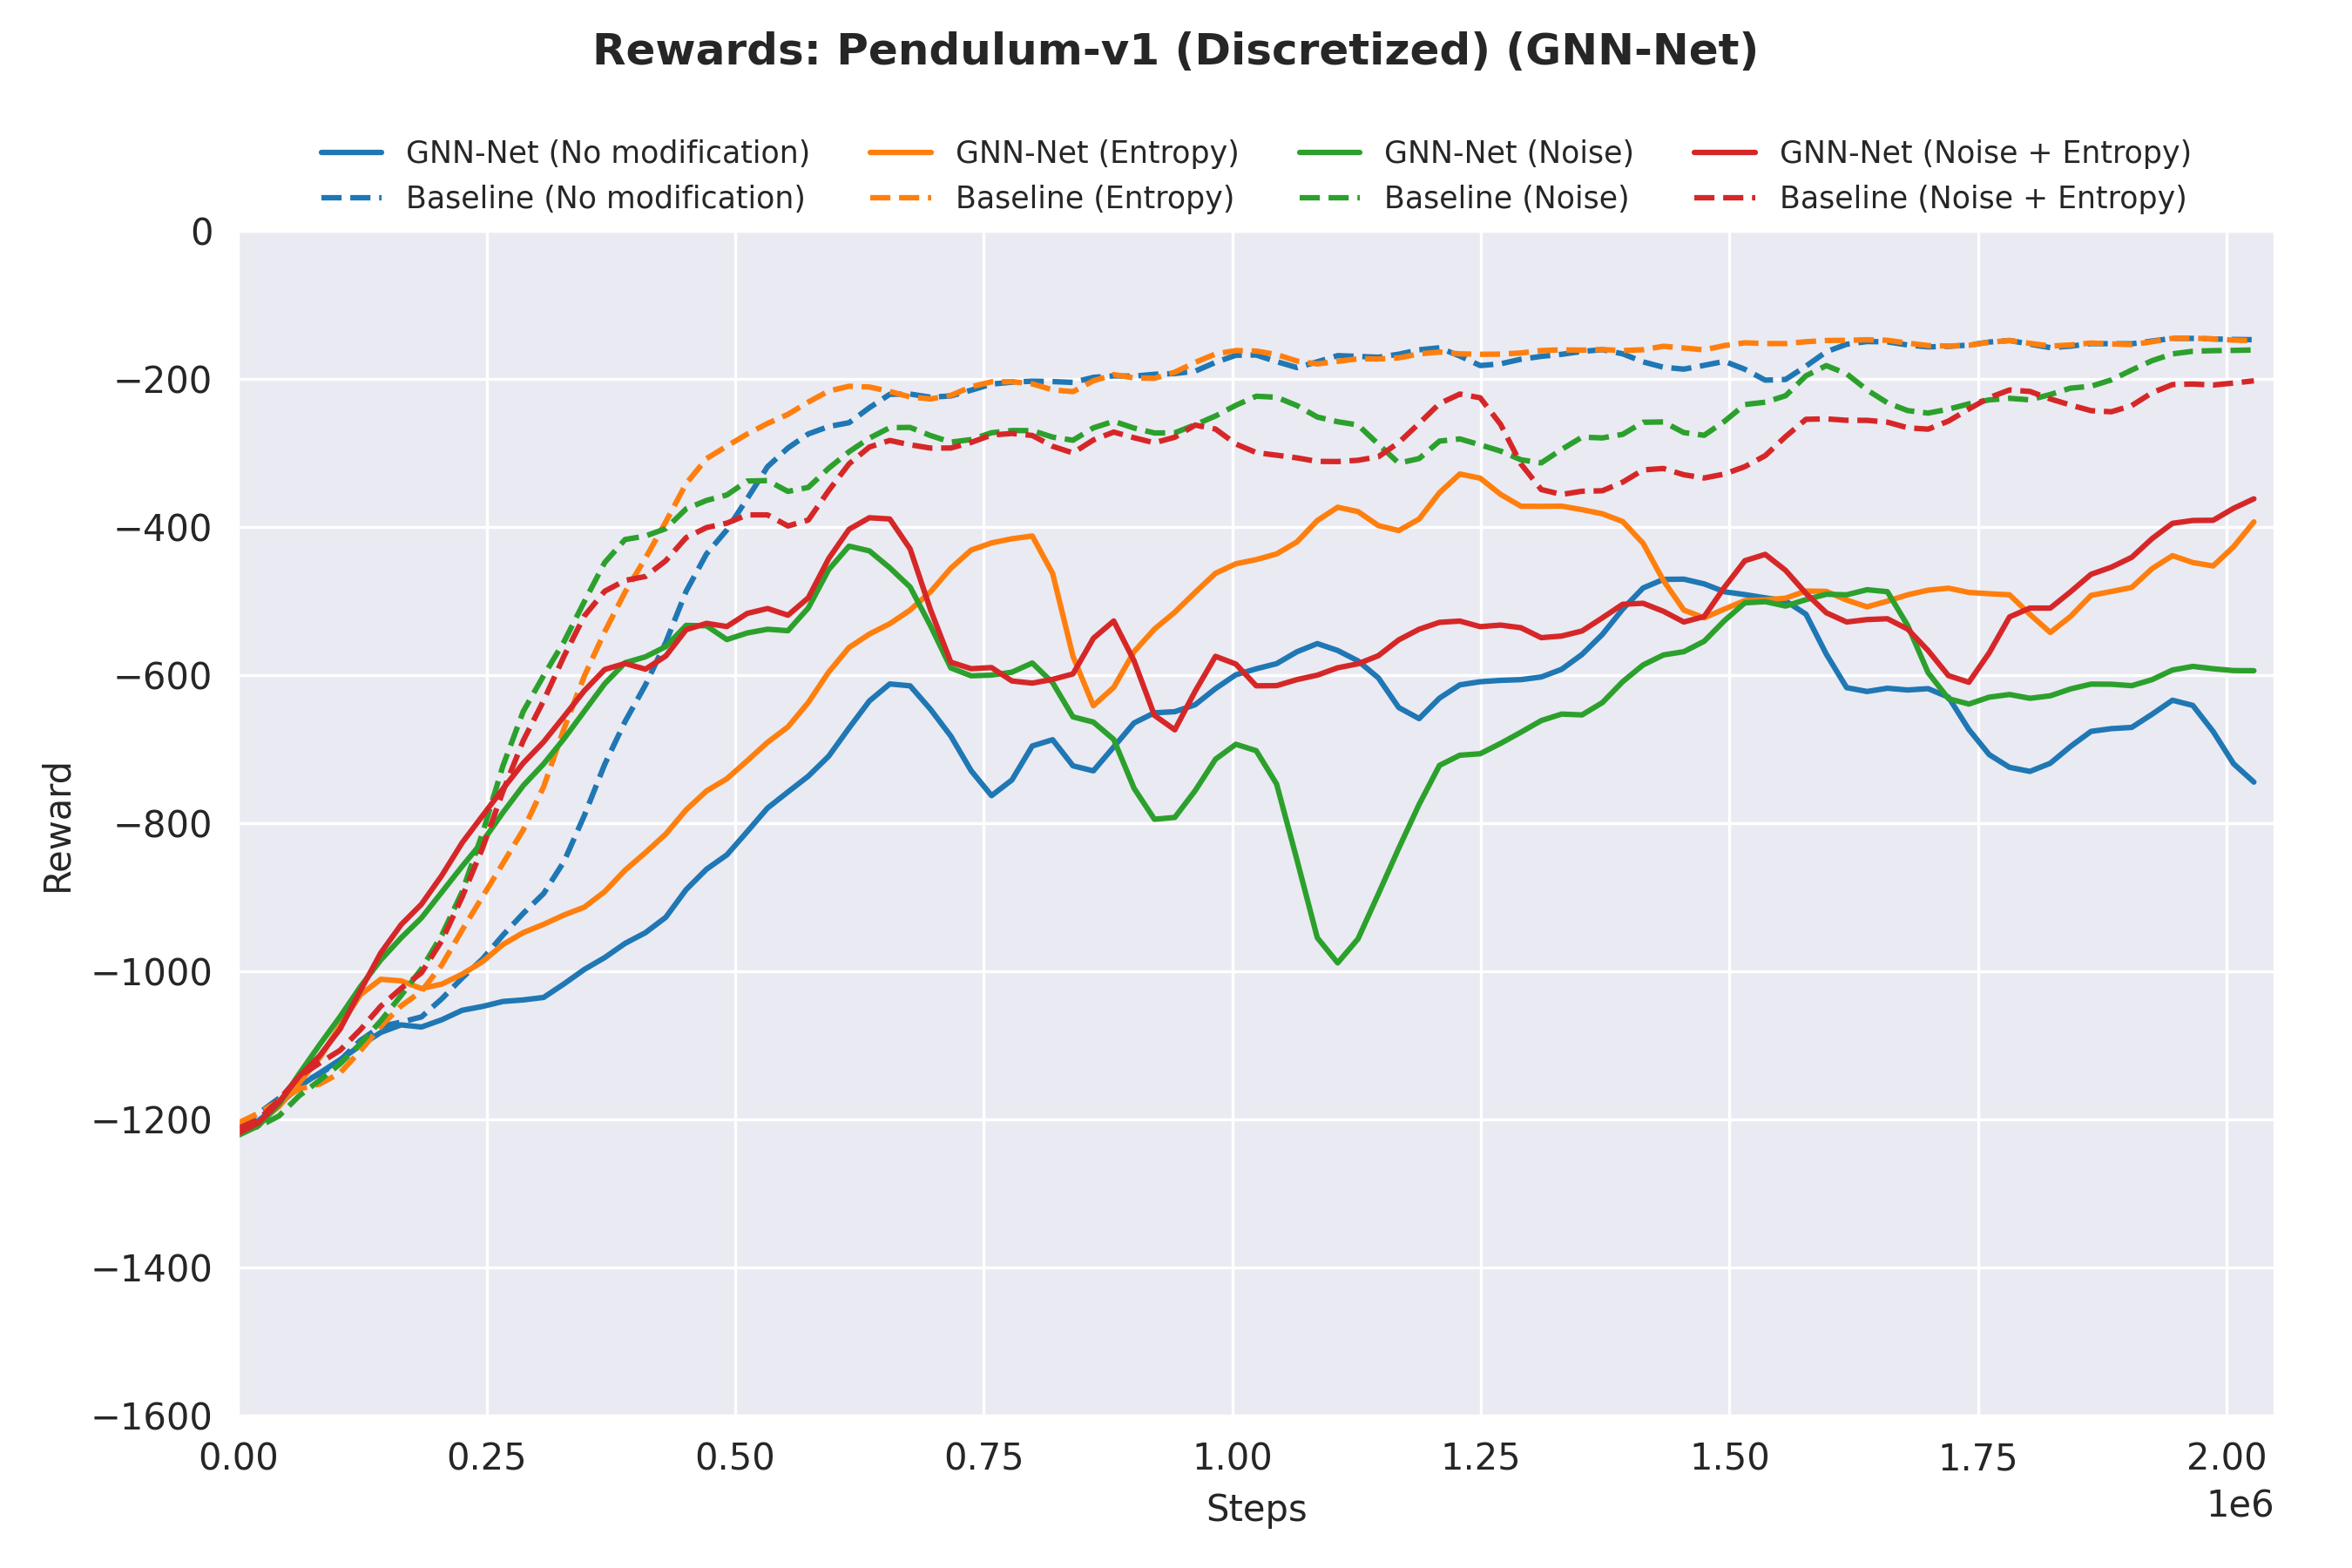 Rewards: Pendulum-v1 (Discretized) (GNN-Net)
GNN-Net (No modification)
Baseline (No modification)
GNN-Net (Entropy)
Baseline (Entropy)
GNN-Net (Noise)
Baseline (Noise)
GNN-Net (Noise + Entropy)
Baseline (Noise + Entropy)
0
−200
−400
−600
−800
−1000
−1200
−1400
−1600
Reward
0.00
0.25
0.50
0.75
1.00
1.25
1.50
1.75
2.00
1e6
Steps